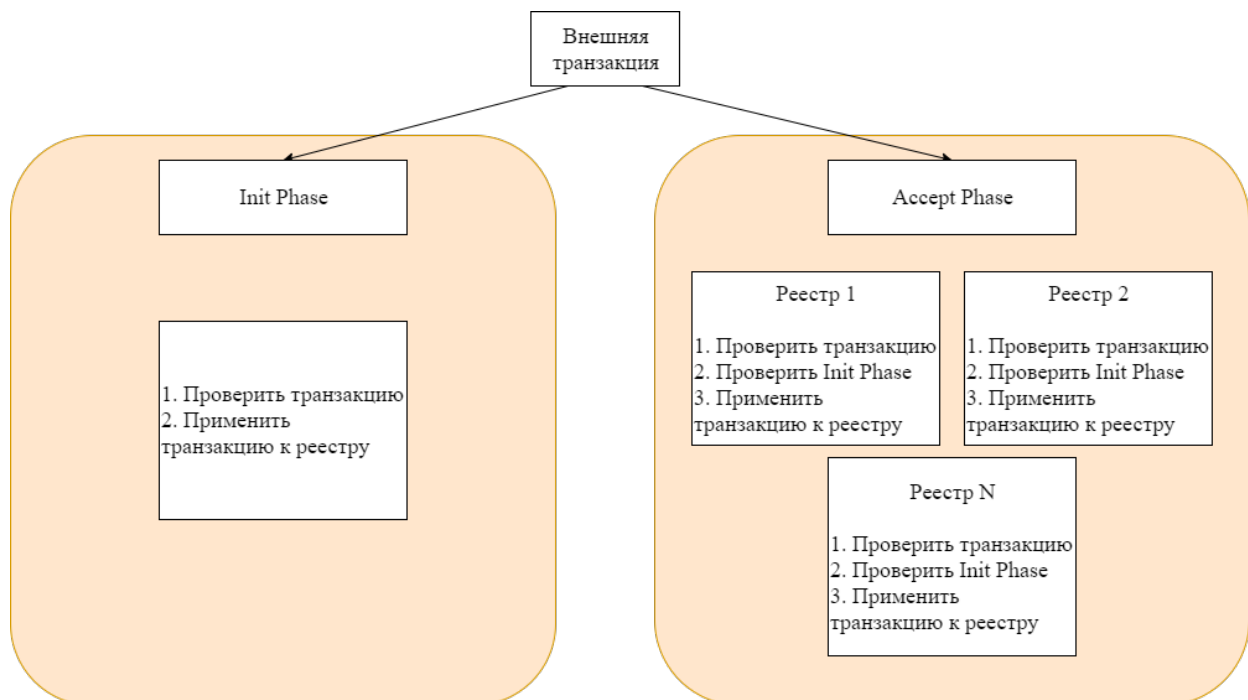 Внешняя
транзакция
Init Phase
1. Проверить транзакцию
2. Применить
транзакцию к реестру
Accept Phase
Реестр 1
1. Проверить транзакцию
2. Проверить Init Phase
3. Применить
транзакцию к реестру
Реестр 2
1. Проверить транзакцию
2. Проверить Init Phase
3. Применить
транзакцию к реестру
Реестр N
1. Проверить транзакцию
2. Проверить Init Phase
3. Применить
транзакцию к реестру